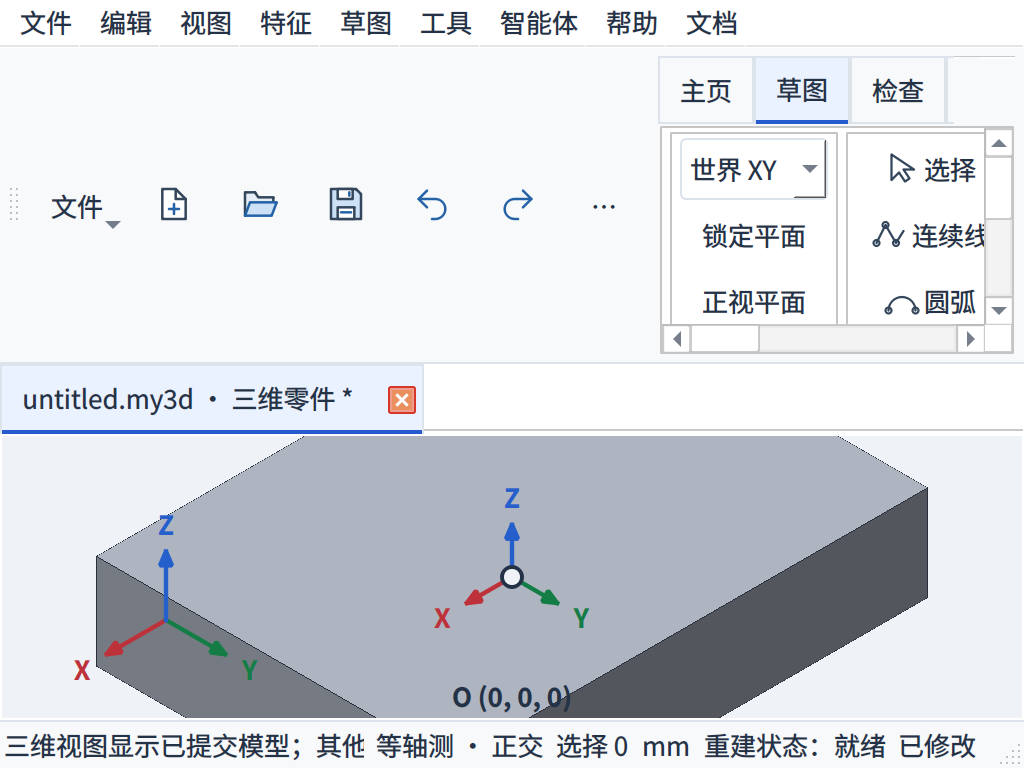 文件 编辑 视图 特征 草图 工具 智能体 帮助 文档
主页 草图 检查
文件 ...
世界 XY
锁定平面
正视平面
选择
连续线
圆弧
untitled.my3d • 三维零件 *
Z
X
Y
Z
X
Y
O (0, 0, 0)
三维视图显示已提交模型；其他 等轴测 • 正交 选择 0 mm 重建状态：就绪 已修改